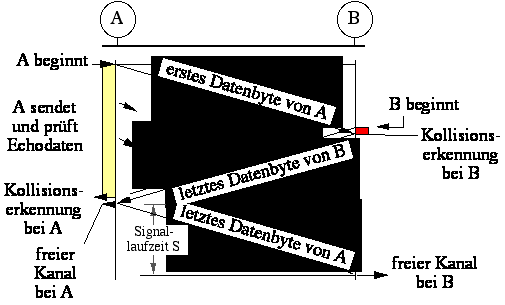 A
B
A beginnt
erstes Datenbyte von A
B beginnt
A sendet
und prüft
Echodaten
Kollisions-
erkennung
bei B
letztes Datenbyte von B
Kollisions-
erkennung
bei A
letztes Datenbyte von A
Signal-
laufzeit S
freier
Kanal
bei A
freier Kanal
bei B